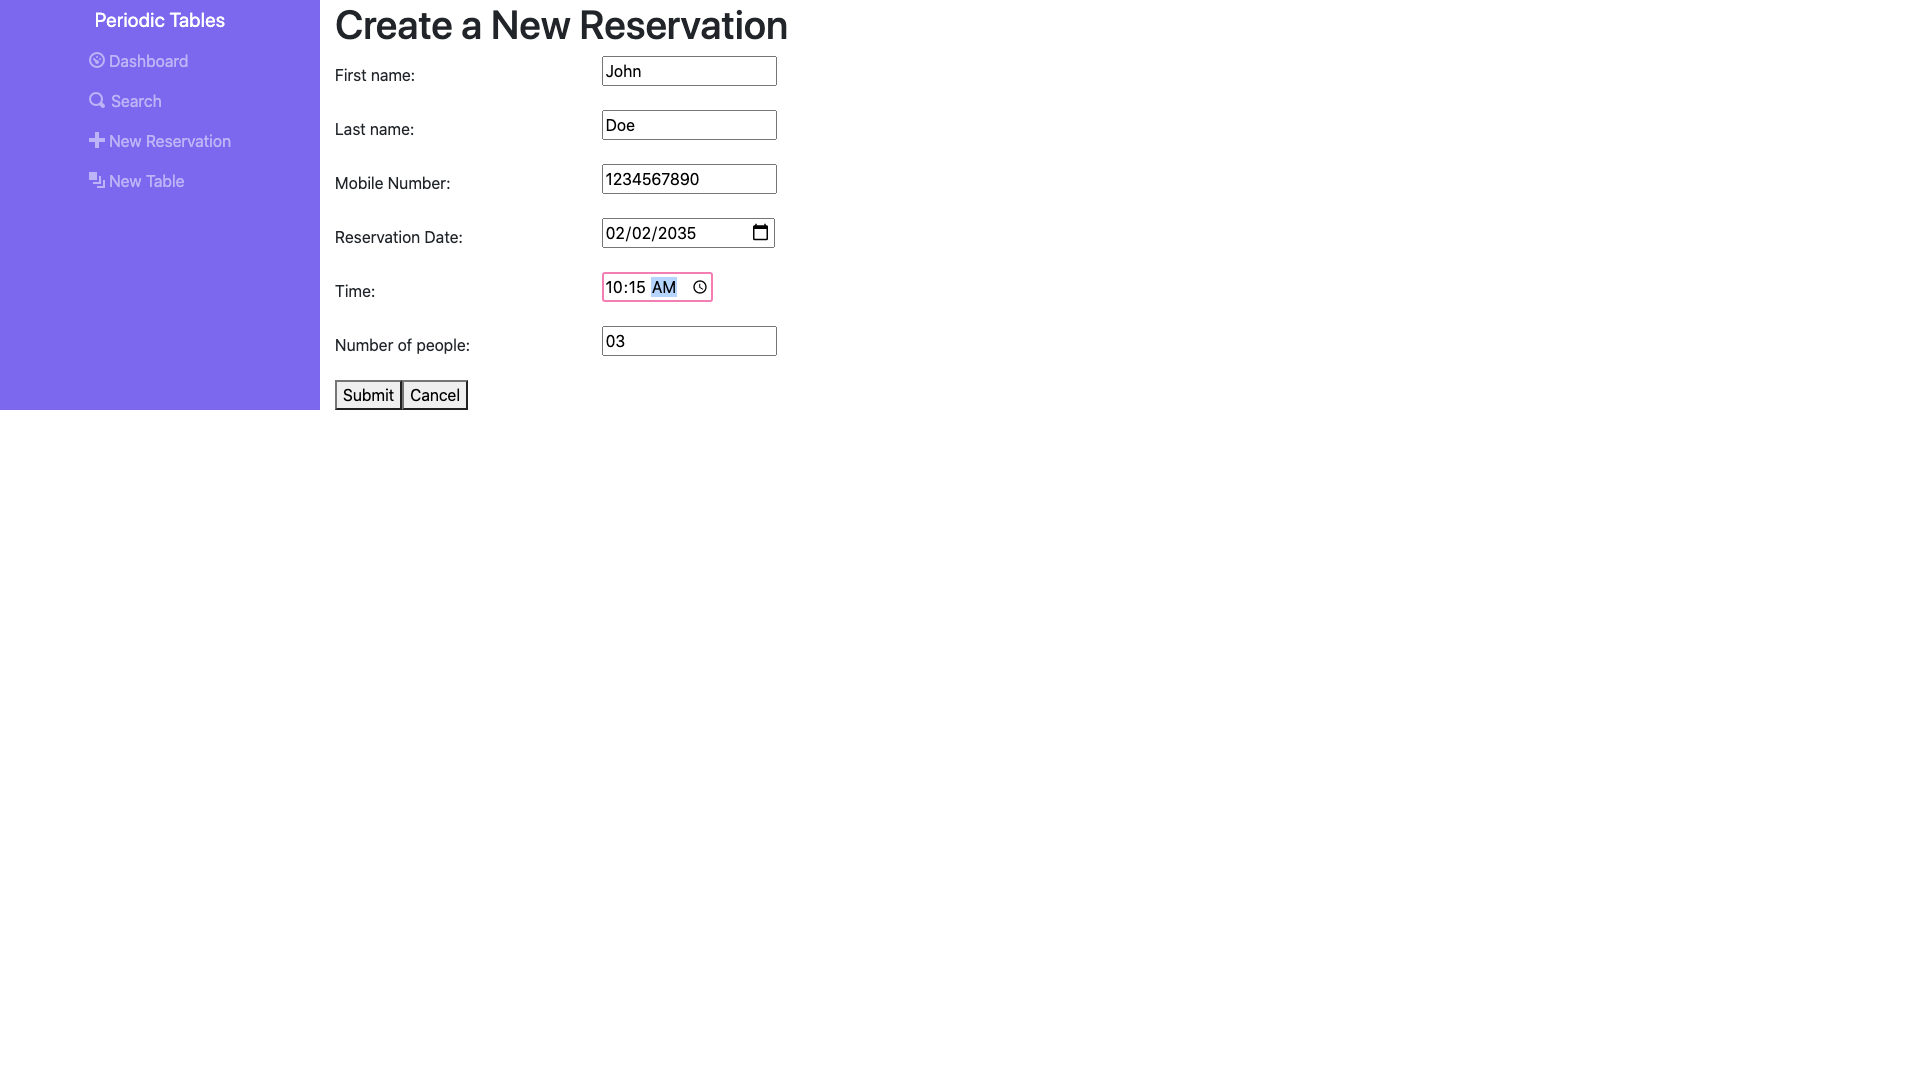 Periodic Tables
Dashboard
Search
New Reservation
New Table
Create a New Reservation
First name: John
Last name: Doe
Mobile Number: 1234567890
Reservation Date: 02/02/2035
Time: 10:15 AM
Number of people: 03
Submit Cancel